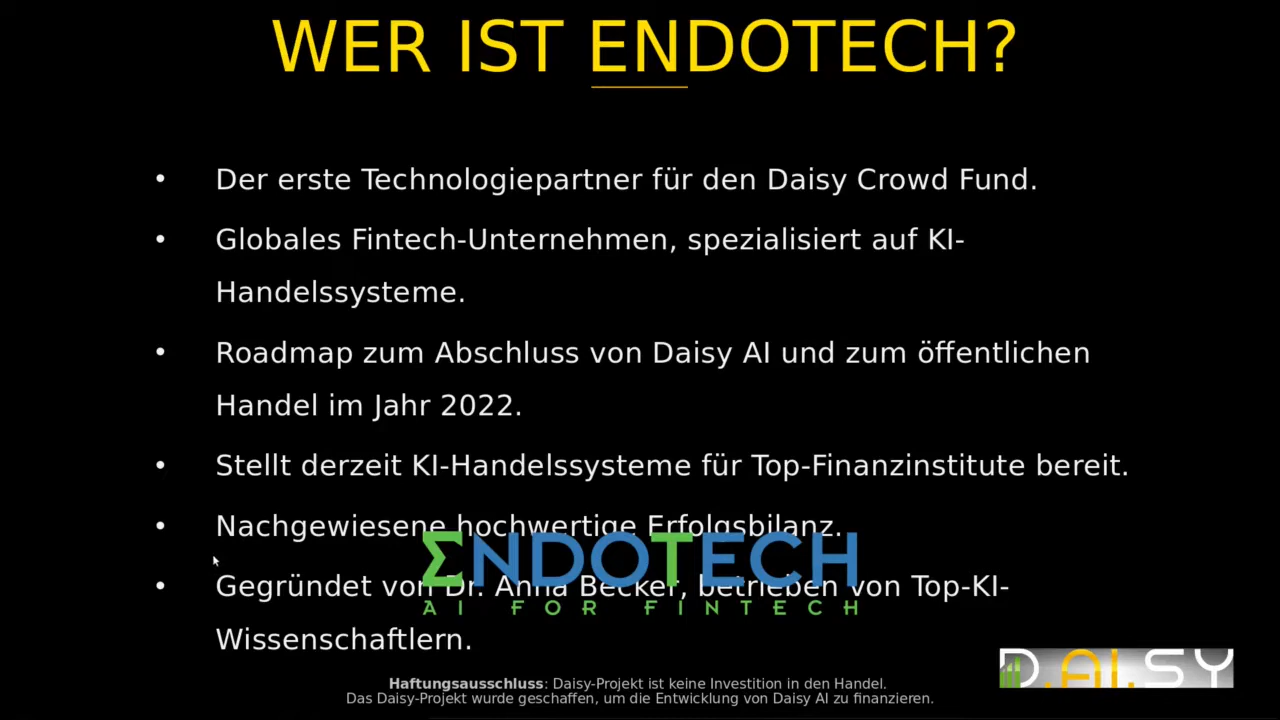 WER IST ENDOTECH?
• Der erste Technologiepartner für den Daisy Crowd Fund.
• Globales Fintech-Unternehmen, spezialisiert auf KI-
Handelssysteme.
• Roadmap zum Abschluss von Daisy AI und zum öffentlichen
Handel im Jahr 2022.
• Stellt derzeit KI-Handelssysteme für Top-Finanzinstitute bereit.
• Nachgewiesene hochwertige Erfolgsbilanz.
ΣNDOTECH
• Gegründet von Dr. Anna Becker, betrieben von Top-KI-
AI FOR FINTECH
Wissenschaftlern.
D.AI.SY
Haftungsausschluss: Daisy-Projekt ist keine Investition in den Handel.
Das Daisy-Projekt wurde geschaffen, um die Entwicklung von Daisy AI zu finanzieren.